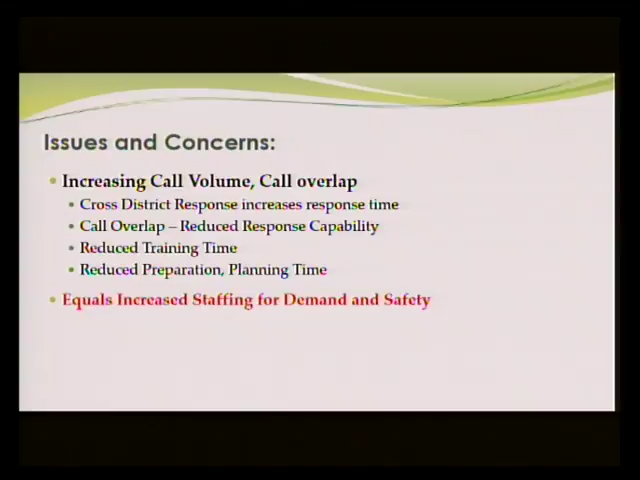 Issues and Concerns:
Increasing Call Volume, Call overlap
Cross District Response increases response time
Call Overlap – Reduced Response Capability
Reduced Training Time
Reduced Preparation, Planning Time
Equals Increased Staffing for Demand and Safety